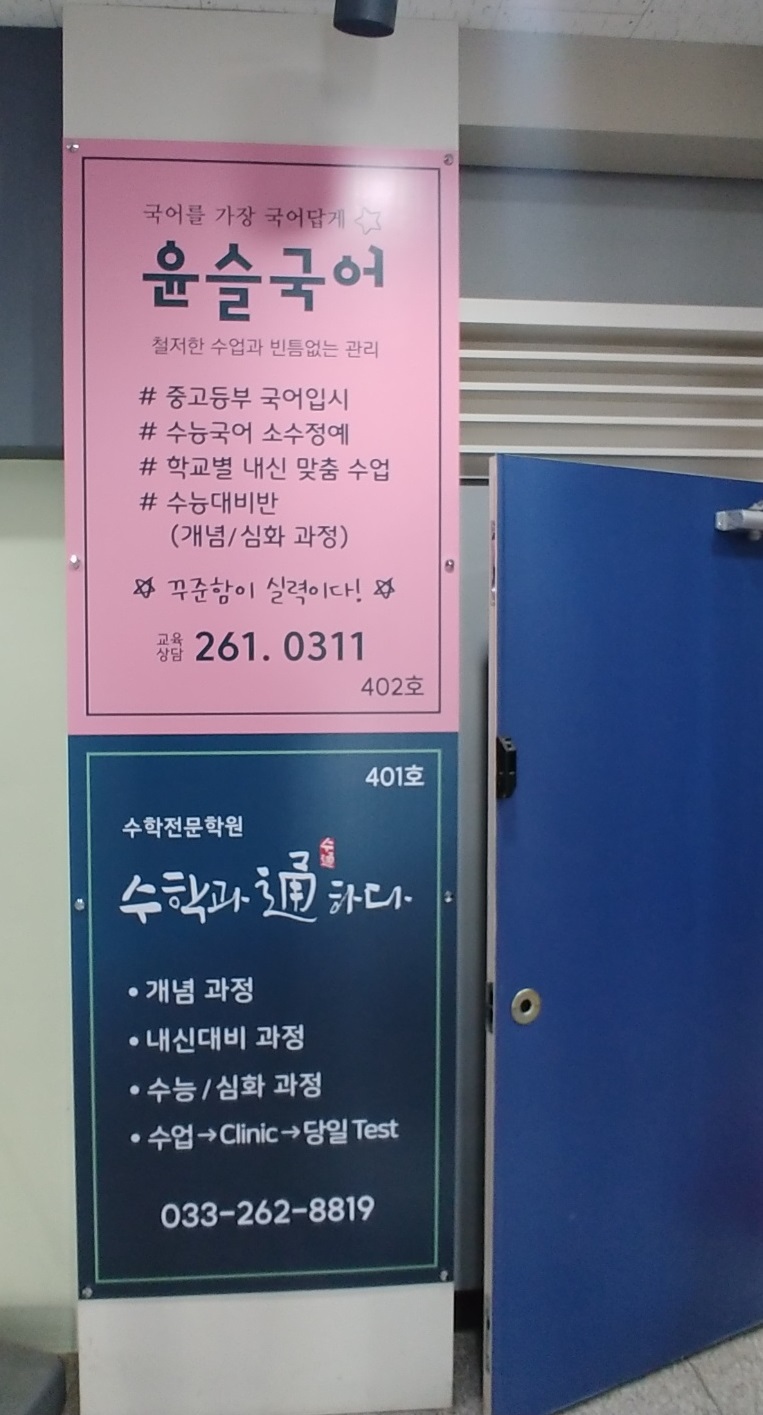 국어를 가장 국어답게
윤슬국어
철저한 수업과 빈틈없는 관리
# 중고등부 국어입시
# 수능국어 소수정예
# 학교별 내신 맞춤 수업
# 수능대비반
(개념/심화 과정)
꾸준함이 실력이다!
교육
상담 261. 0311
402호
401호
수학전문학원
수학과 通 하다
수통
• 개념 과정
• 내신대비 과정
• 수능/심화 과정
• 수업→Clinic→당일 Test
033-262-8819